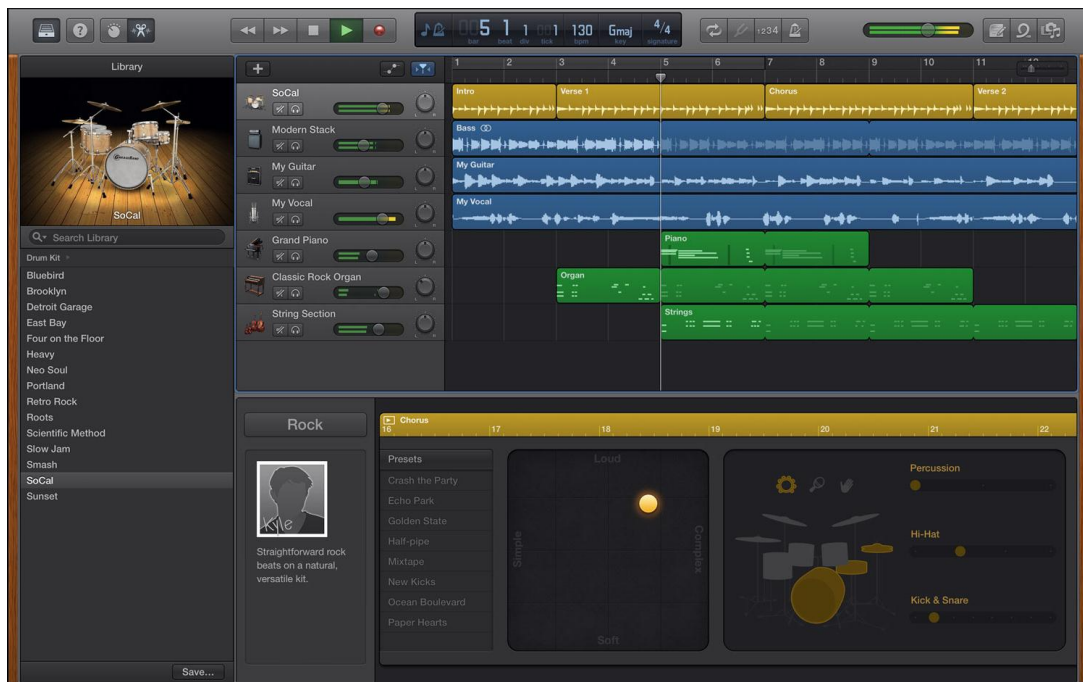 1234
00 5 1 1 001 130 Gmaj 4/4
bar beat div tick bpm key signature
Library
SoCal
Search Library
Drum Kit
Bluebird
Brooklyn
Detroit Garage
East Bay
Four on the Floor
Heavy
Neo Soul
Portland
Retro Rock
Roots
Scientific Method
Slow Jam
Smash
SoCal
Sunset
Save...
1 2 3 4 5 6 7 8 9 10 11
SoCal
Modern Stack
My Guitar
My Vocal
Grand Piano
Classic Rock Organ
String Section
Intro Verse 1 Chorus Verse 2
Bass
My Guitar
My Vocal
Piano
Organ
Strings
Rock
Kyle
Straightforward rock
beats on a natural,
versatile kit.
Chorus
16 17 18 19 20 21 22
Presets
Crash the Party
Echo Park
Golden State
Half-pipe
Mixtape
New Kicks
Ocean Boulevard
Paper Hearts
Loud
Simple
Complex
Soft
Percussion
Hi-Hat
Kick & Snare